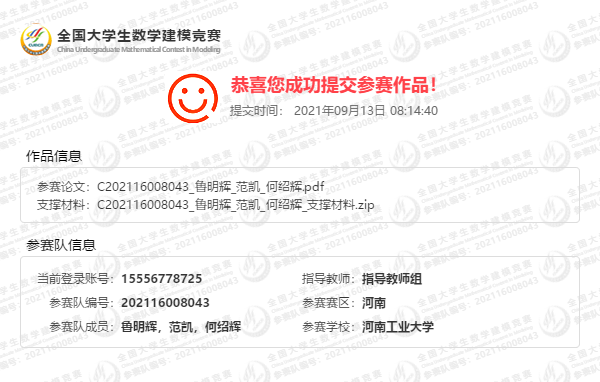 全国大学生数学建模竞赛
China Undergraduate Mathematical Contest in Modeling
恭喜您成功提交参赛作品！
提交时间： 2021年09月13日 08:14:40
作品信息
参赛论文：C202116008043_鲁明辉_范凯_何绍辉.pdf
支撑材料：C202116008043_鲁明辉_范凯_何绍辉_支撑材料.zip
参赛队信息
当前登录账号：15556778725 指导教师：指导教师组
参赛队编号：202116008043 参赛赛区：河南
参赛队成员：鲁明辉，范凯，何绍辉 参赛学校：河南工业大学